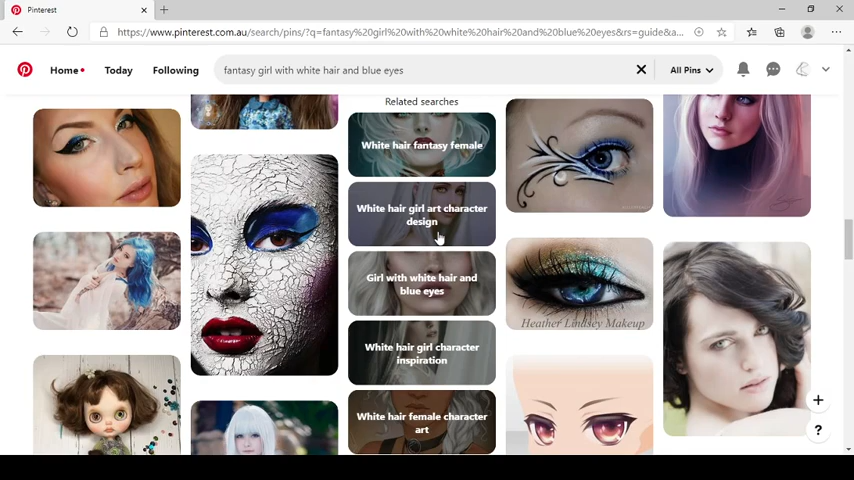 Pinterest
https://www.pinterest.com.au/search/pins/?q=fantasy%20girl%20with%20white%20hair%20and%20blue%20eyes&rs=guide&a...
Home
Today
Following
fantasy girl with white hair and blue eyes
All Pins
Related searches
White hair fantasy female
White hair girl art character
design
Girl with white hair and
blue eyes
White hair girl character
inspiration
White hair female character
art
Heather Lindsey Makeup
+
?